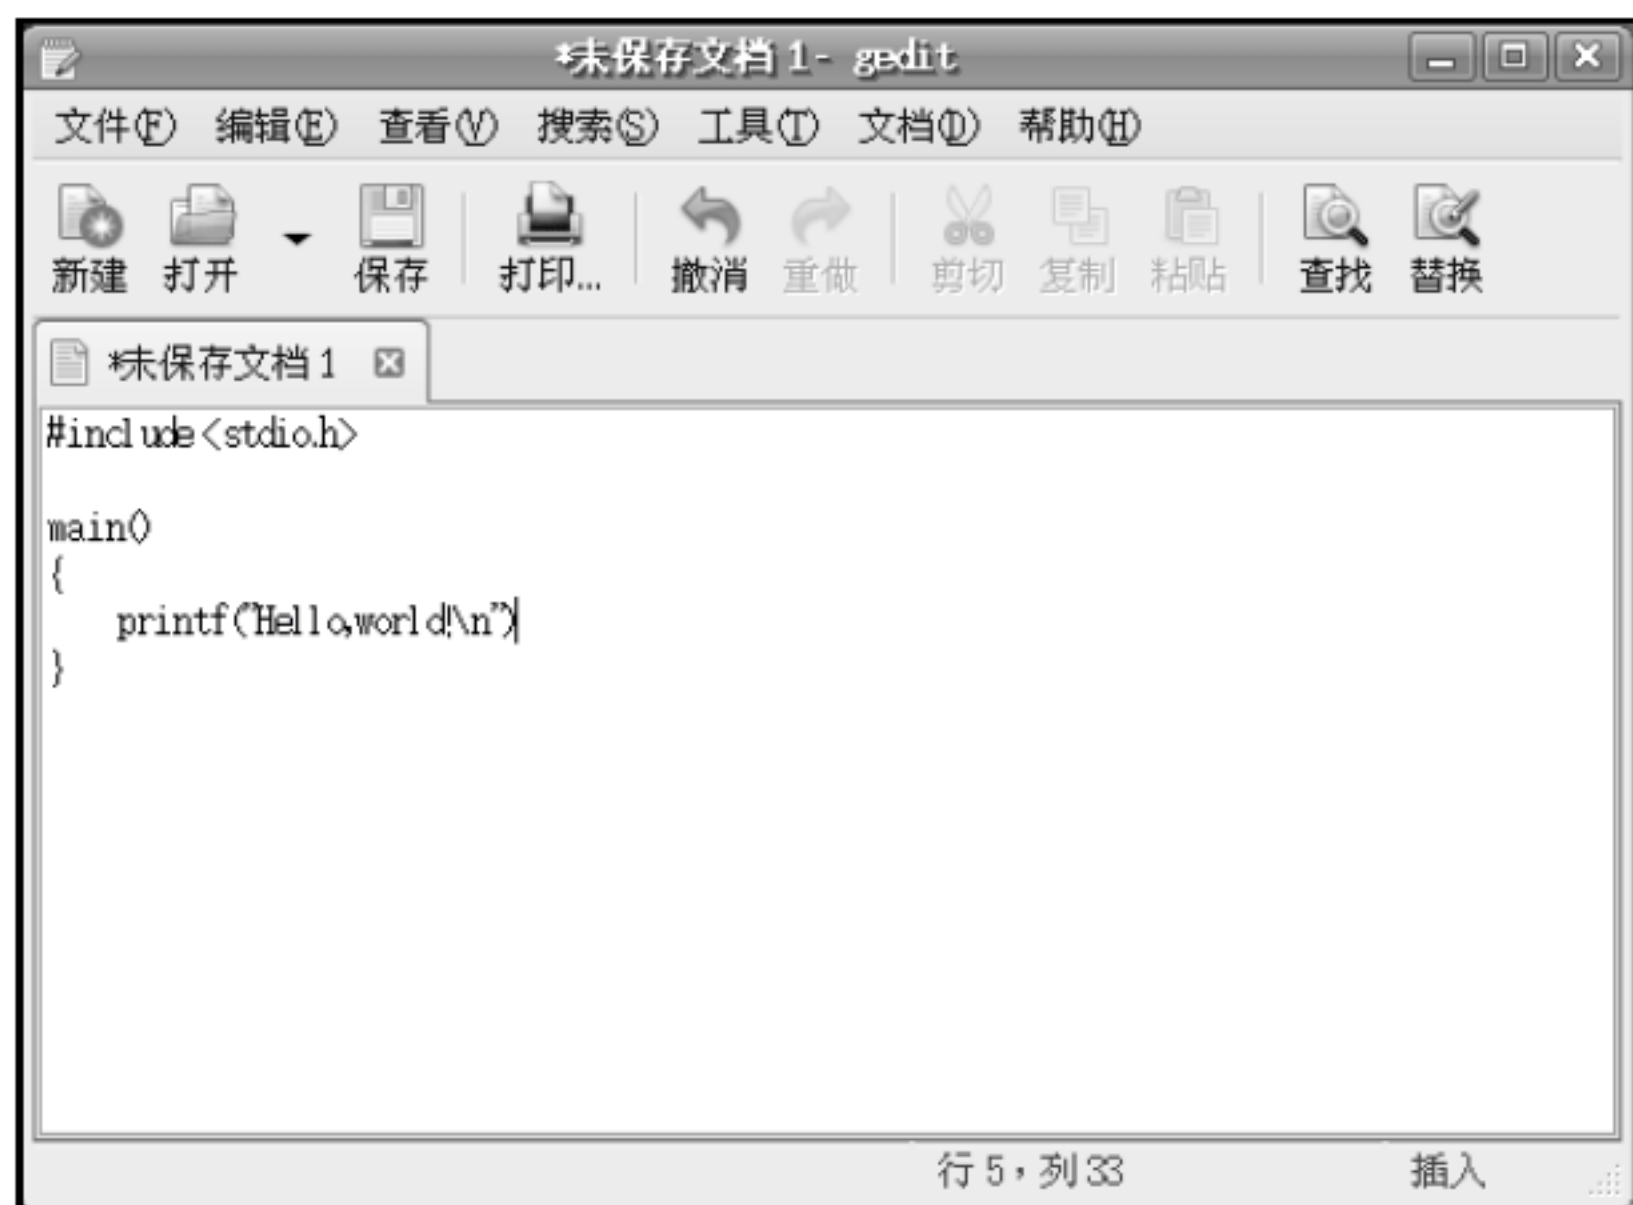 *未保存文档 1 - gedit
文件(F) 编辑(E) 查看(V) 搜索(S) 工具(T) 文档(D) 帮助(H)
新建 打开 保存 打印... 撤消 重做 剪切 复制 粘贴 查找 替换
*未保存文档 1
#include<stdio.h>
main()
{
printf("Hello,world!\n")
}
行 5，列 33 插入